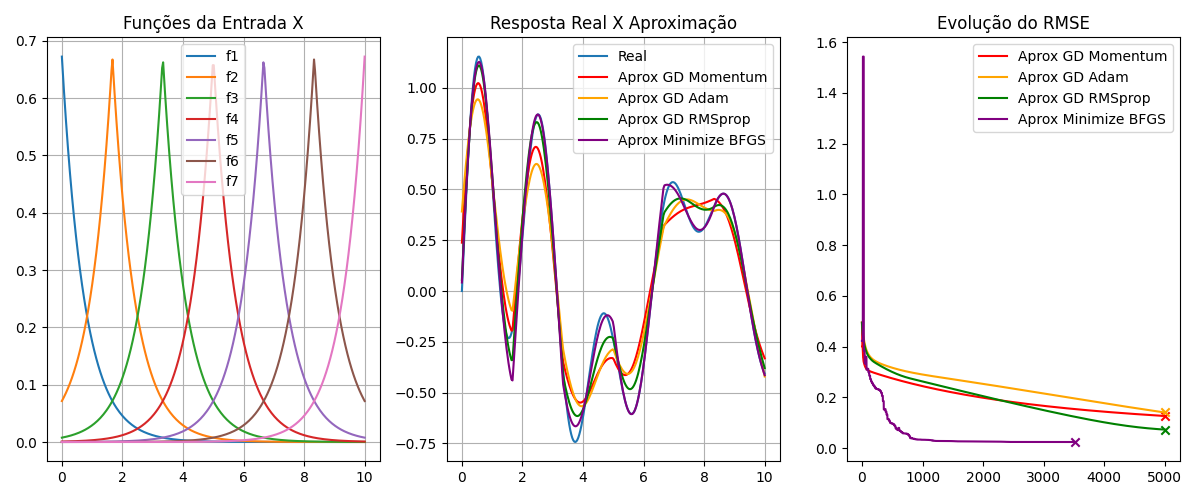 Funções da Entrada X
0.7
0.6
0.5
0.4
0.3
0.2
0.1
0.0
0 2 4 6 8 10
f1
f2
f3
f4
f5
f6
f7
Resposta Real X Aproximação
1.00
0.75
0.50
0.25
0.00
−0.25
−0.50
−0.75
0 2 4 6 8 10
Real
Aprox GD Momentum
Aprox GD Adam
Aprox GD RMSprop
Aprox Minimize BFGS
Evolução do RMSE
1.6
1.4
1.2
1.0
0.8
0.6
0.4
0.2
0.0
0 1000 2000 3000 4000 5000
Aprox GD Momentum
Aprox GD Adam
Aprox GD RMSprop
Aprox Minimize BFGS